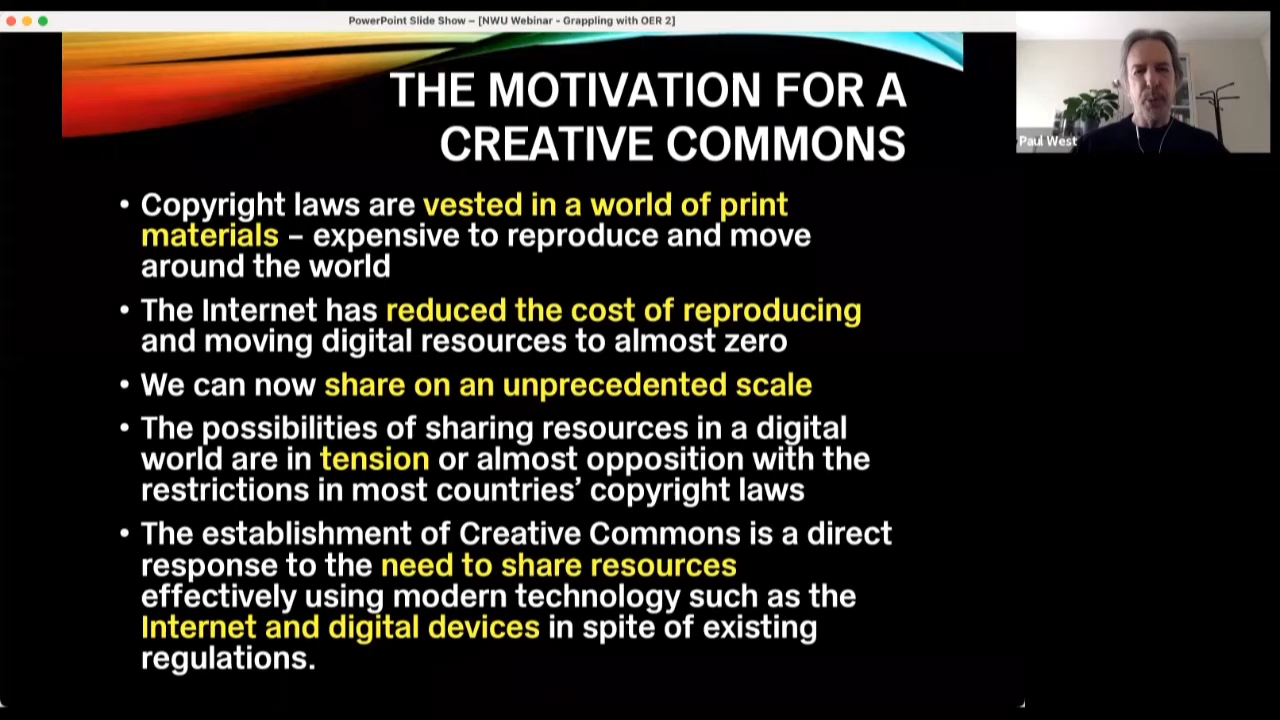 PowerPoint Slide Show – [NWU Webinar - Grappling with OER 2]
THE MOTIVATION FOR A
CREATIVE COMMONS
Paul West
• Copyright laws are vested in a world of print
materials – expensive to reproduce and move
around the world
• The Internet has reduced the cost of reproducing
and moving digital resources to almost zero
• We can now share on an unprecedented scale
• The possibilities of sharing resources in a digital
world are in tension or almost opposition with the
restrictions in most countries’ copyright laws
• The establishment of Creative Commons is a direct
response to the need to share resources
effectively using modern technology such as the
Internet and digital devices in spite of existing
regulations.